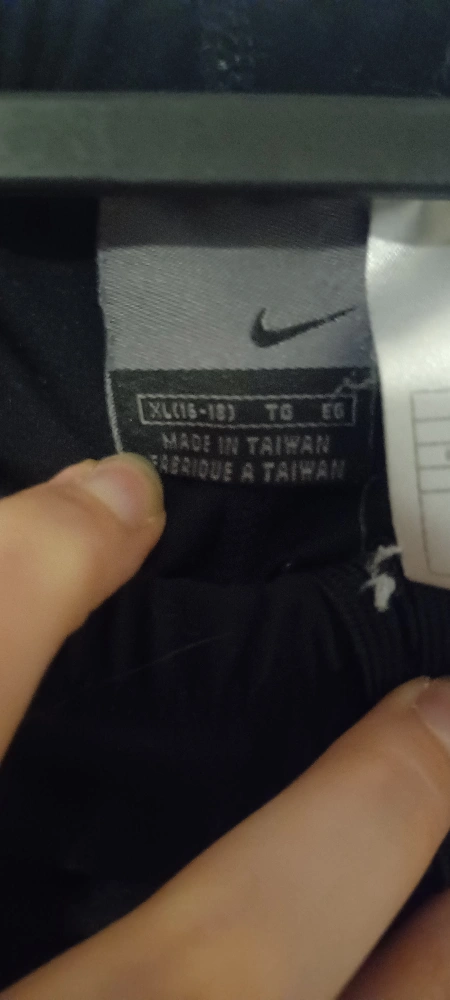 XL(16-18) TG EG
MADE IN TAIWAN
FABRIQUE A TAIWAN